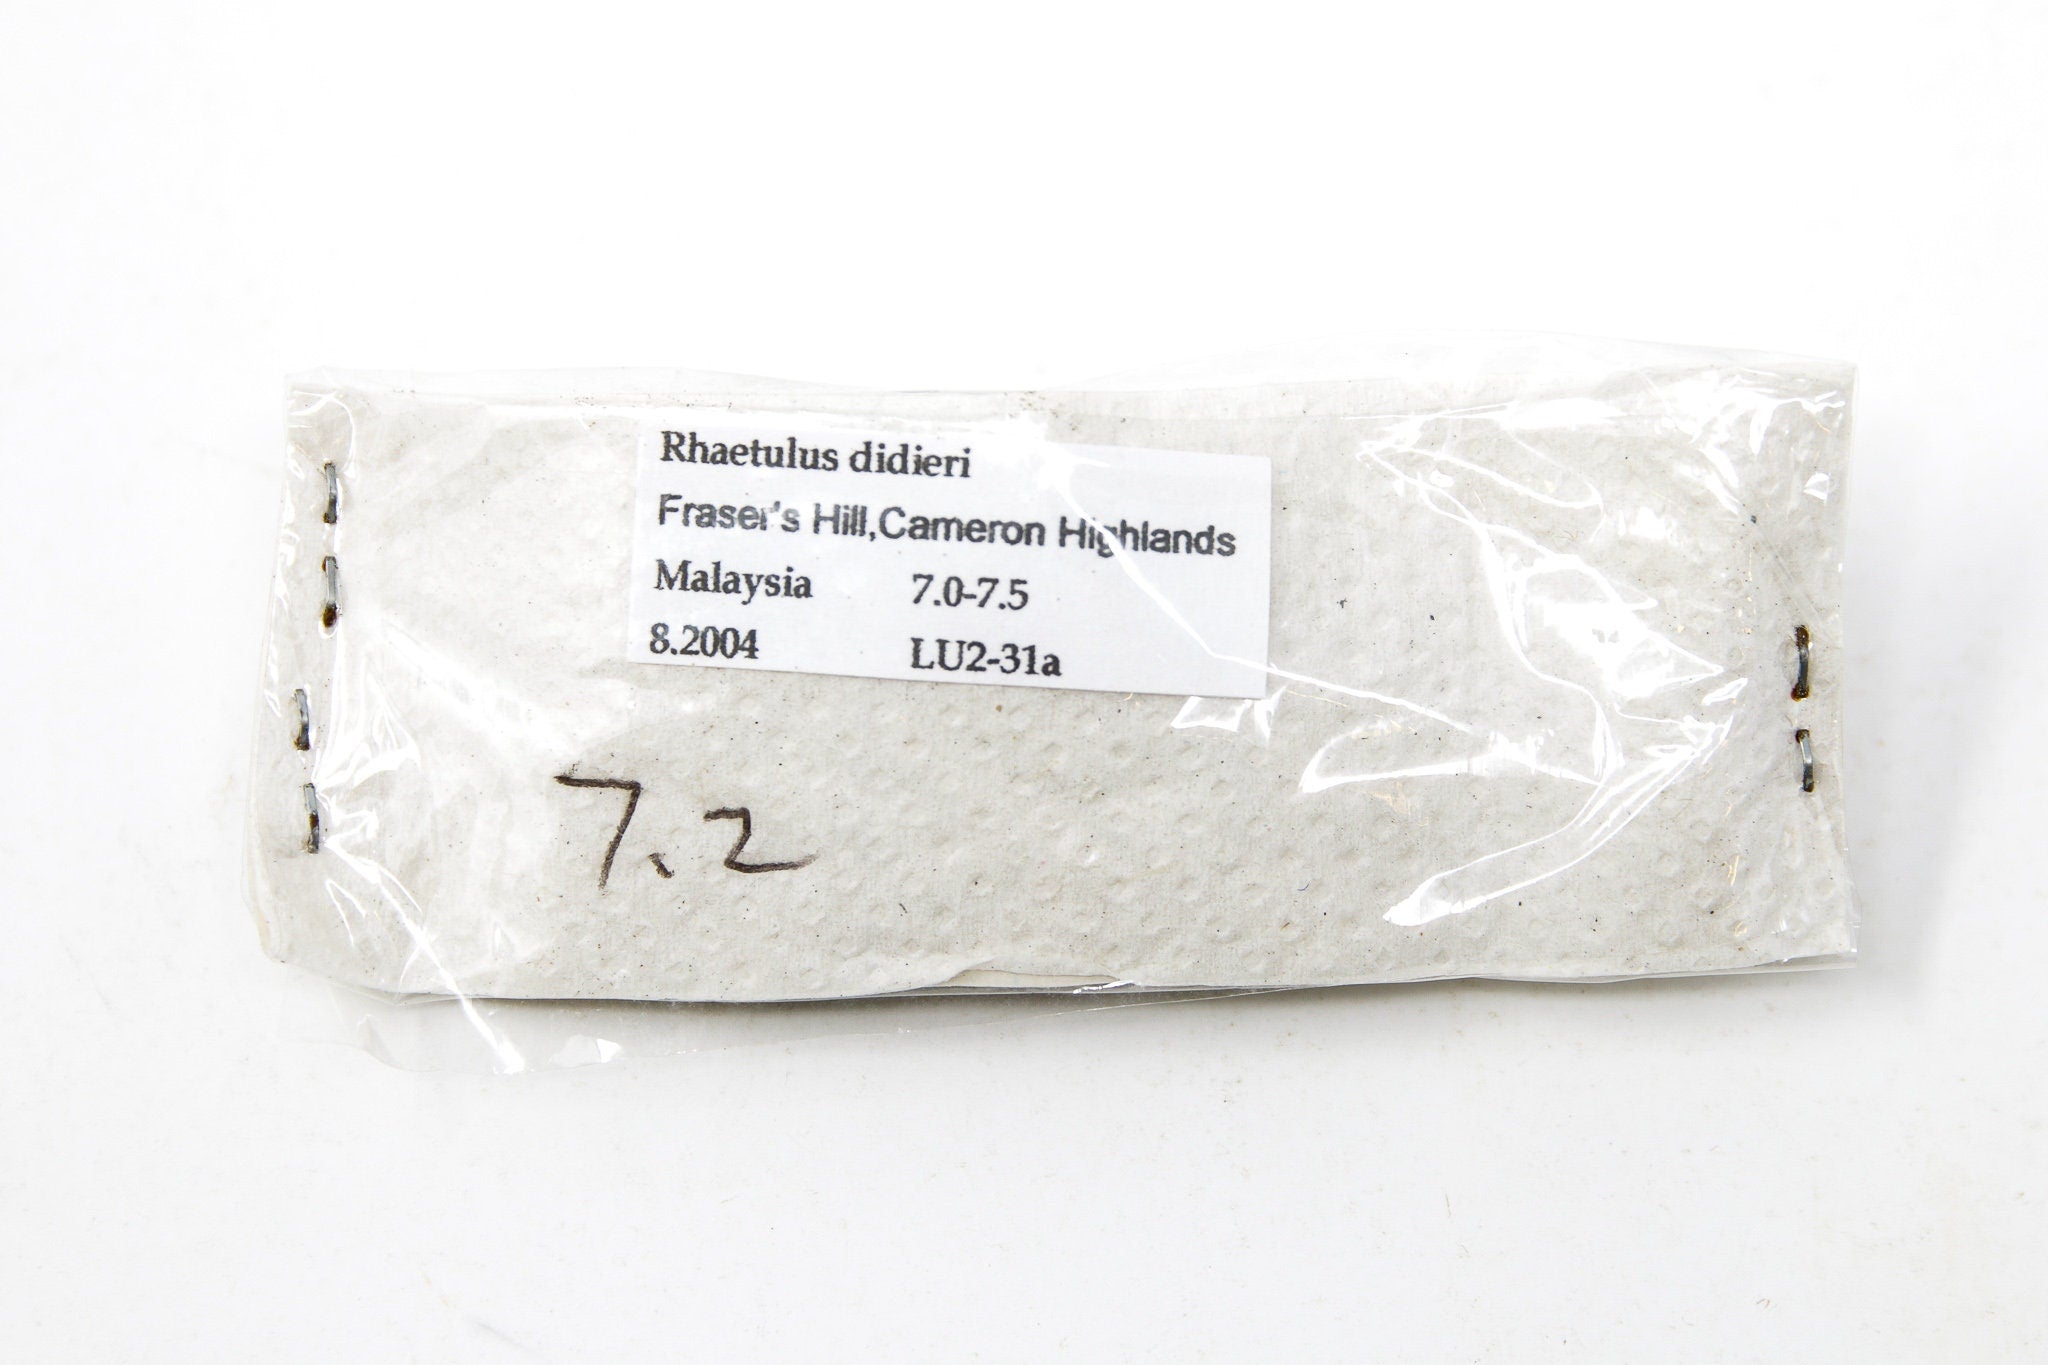 Rhaetulus didieri
Fraser's Hill,Cameron Highlands
Malaysia 7.0-7.5
8.2004 LU2-31a
7.2